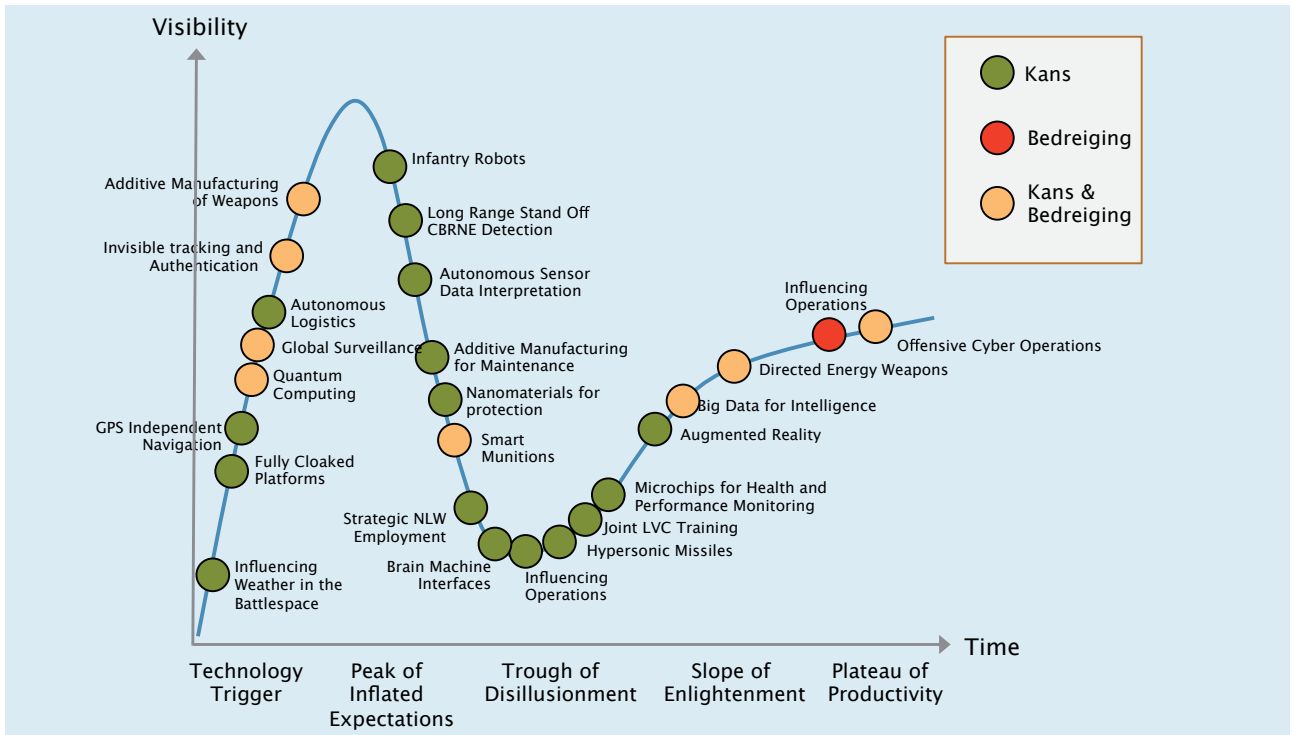 Visibility
Kans
Bedreiging
Kans &
Bedreiging
Infantry Robots
Additive Manufacturing
of Weapons
Long Range Stand Off
CBRNE Detection
Invisible tracking and
Authentication
Autonomous Sensor
Data Interpretation
Autonomous
Logistics
Global Surveillance
Quantum
Computing
GPS Independent
Navigation
Fully Cloaked
Platforms
Influencing
Weather in the
Battlespace
Additive Manufacturing
for Maintenance
Nanomaterials for
protection
Smart
Munitions
Strategic NLW
Employment
Brain Machine
Interfaces
Influencing
Operations
Hypersonic Missiles
Joint LVC Training
Microchips for Health and
Performance Monitoring
Augmented Reality
Big Data for Intelligence
Directed Energy Weapons
Influencing
Operations
Offensive Cyber Operations
Time
Technology
Trigger
Peak of
Inflated
Expectations
Trough of
Disillusionment
Slope of
Enlightenment
Plateau of
Productivity